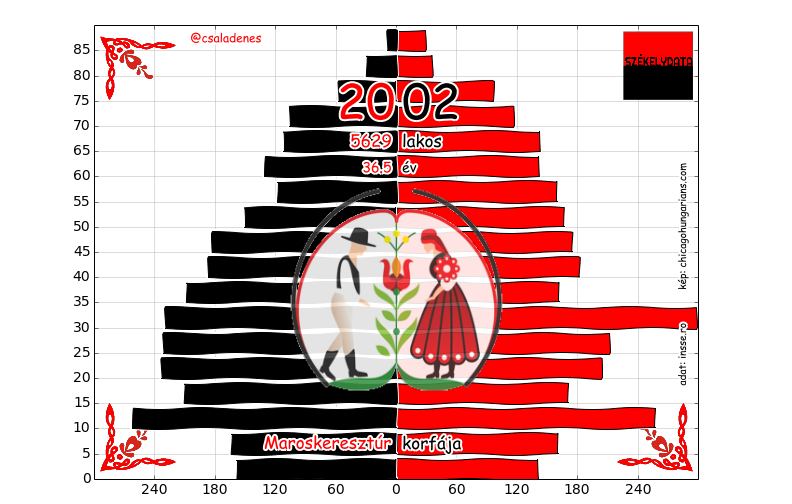 @csaladenes
SZÉKELYDATA
2002
5629 lakos
36.5 év
kép: chicagohungarians.com
adat: insse.ro
Maroskeresztúr korfája
85
80
75
70
65
60
55
50
45
40
35
30
25
20
15
10
5
0
240 180 120 60 0 60 120 180 240